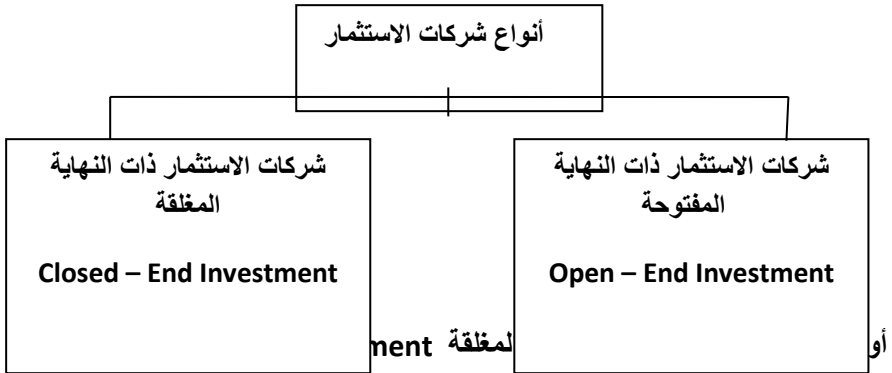 أنواع شركات الاستثمار
شركات الاستثمار ذات النهاية
المفتوحة
Open – End Investment
شركات الاستثمار ذات النهاية
المغلقة
Closed – End Investment
أو لمغلقة ment